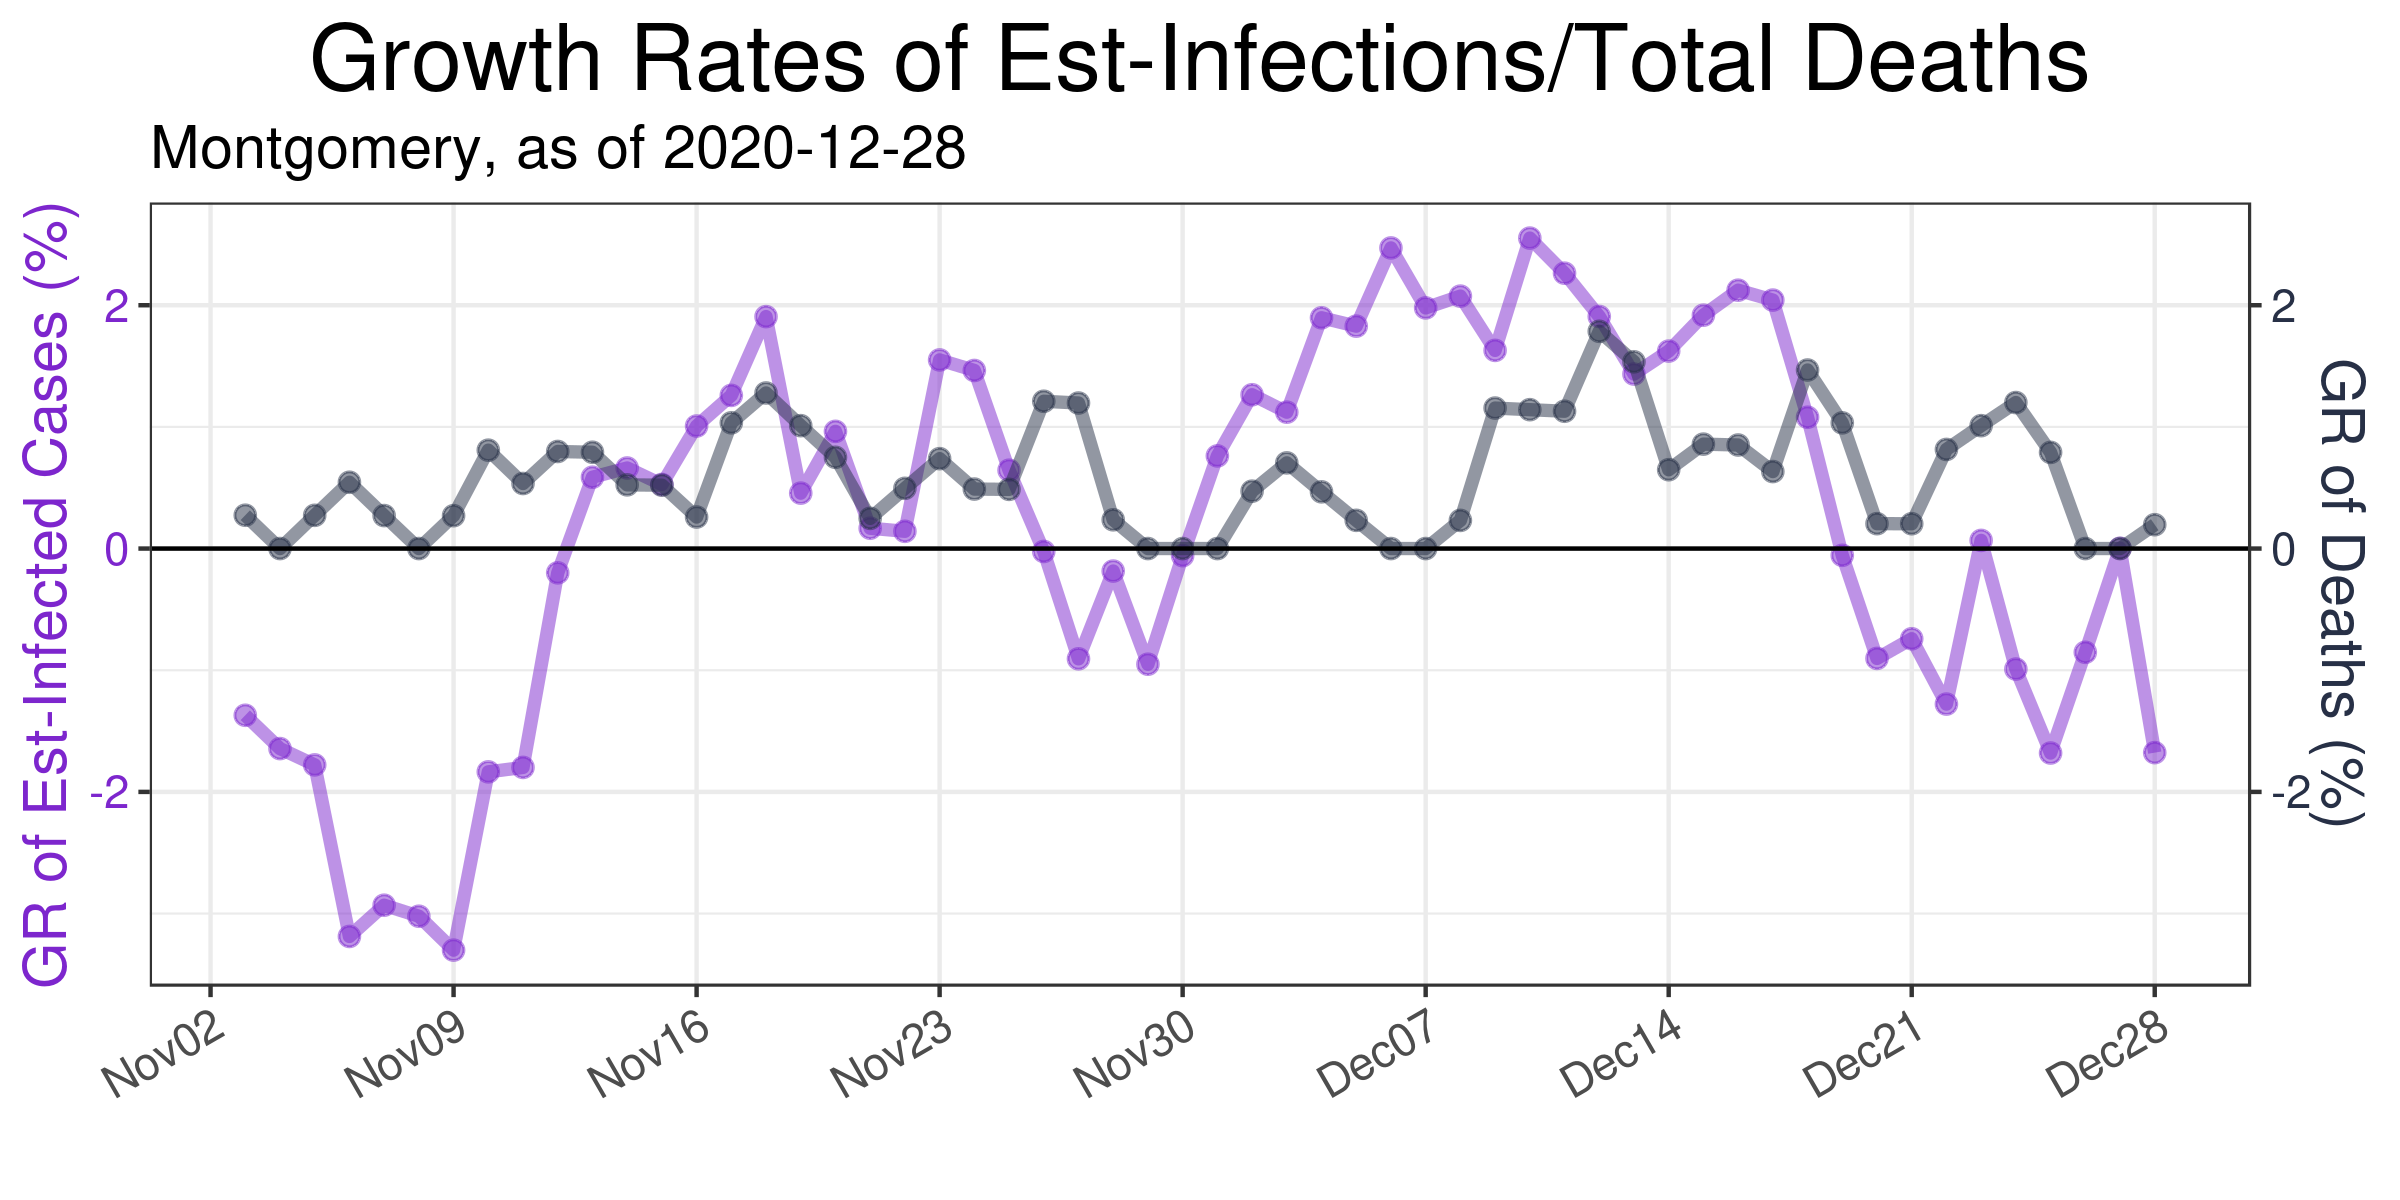 Growth Rates of Est-Infections/Total Deaths
Montgomery, as of 2020-12-28
GR of Est-Infected Cases (%)
2
0
-2
2
0
-2
GR of Deaths (%)
Nov02
Nov09
Nov16
Nov23
Nov30
Dec07
Dec14
Dec21
Dec28